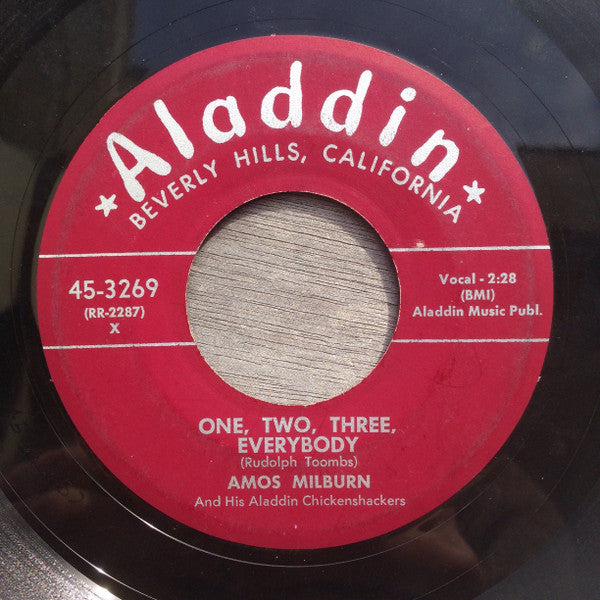 Aladdin
BEVERLY HILLS, CALIFORNIA
45-3269
(RR-2287)
X
Vocal - 2:28
(BMI)
Aladdin Music Publ.
ONE, TWO, THREE,
EVERYBODY
(Rudolph Toombs)
AMOS MILBURN
And His Aladdin Chickenshackers